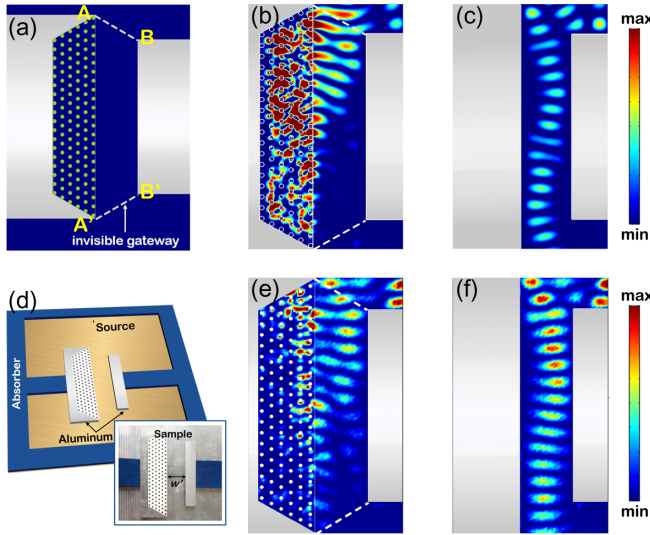 (a)
A
B
B'
A'
invisible gateway
(b)
(c)
max
min
(d)
Source
Absorber
Aluminum
Sample
w
(e)
(f)
max
min